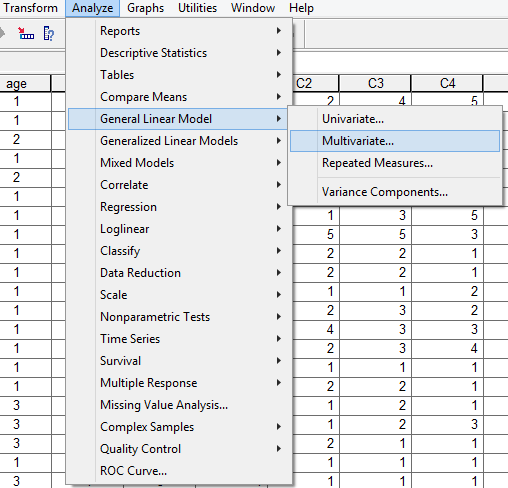 Transform Analyze Graphs Utilities Window Help
Reports
age Descriptive Statistics
Tables C2 C3 C4
1 Compare Means 2 4 5
1 General Linear Model Univariate...
2 Generalized Linear Models Multivariate...
1 Mixed Models Repeated Measures...
2 Correlate
1 Regression Variance Components...
1 Loglinear 1 3 5
1 5 5 3
1 Classify 2 2 1
1 Data Reduction 2 2 1
1 Scale 1 1 2
1 Nonparametric Tests 2 3 2
1 Time Series 4 3 3
1 Survival 2 3 4
1 Multiple Response 1 1 1
1 2 2 1
3 Missing Value Analysis... 1 2 1
3 Complex Samples 1 2 3
3 Quality Control 2 1 1
3 ROC Curve... 1 1 1